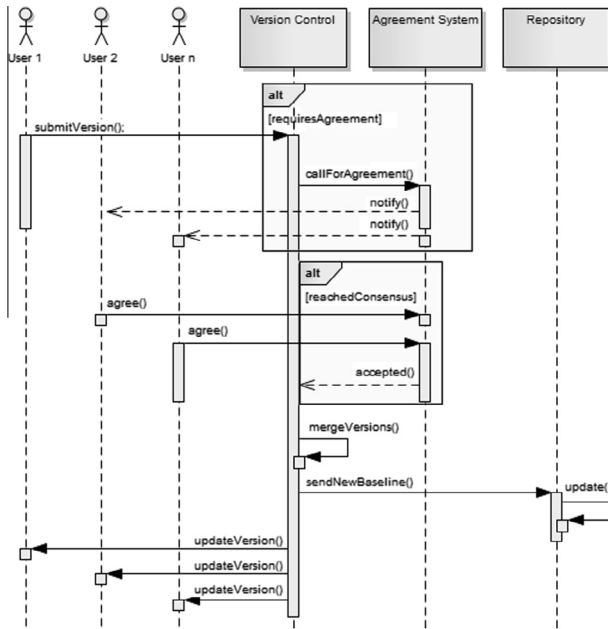 User 1
User 2
User n
Version Control
Agreement System
Repository
alt
[requiresAgreement]
submitVersion();
callForAgreement()
notify()
notify()
alt
[reachedConsensus]
agree()
agree()
accepted()
mergeVersions()
sendNewBaseline()
update(
updateVersion()
updateVersion()
updateVersion()